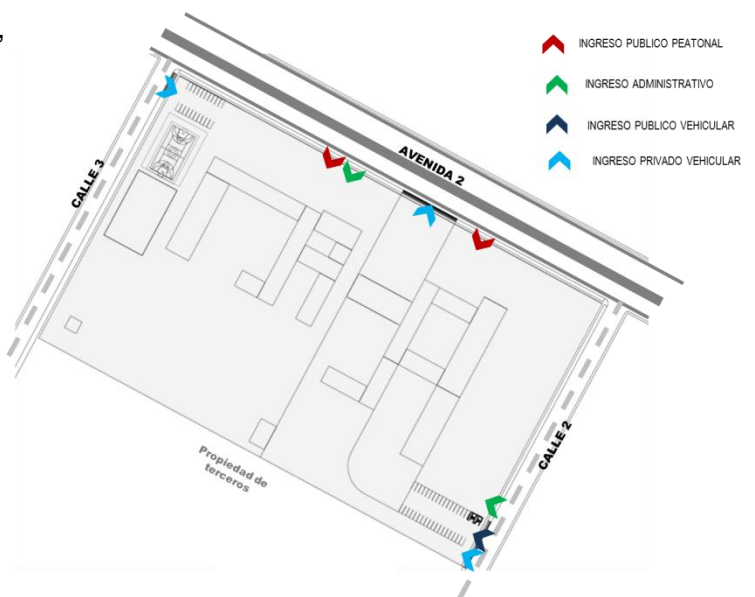 ,
INGRESO PUBLICO PEATONAL
INGRESO ADMINISTRATIVO
INGRESO PUBLICO VEHICULAR
INGRESO PRIVADO VEHICULAR
AVENIDA 2
CALLE 3
CALLE 2
Propiedad de
terceros